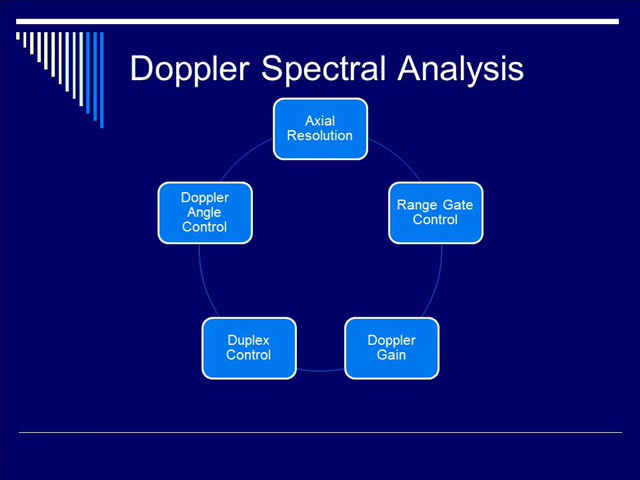 Doppler Spectral Analysis
Axial
Resolution
Range Gate
Control
Doppler
Gain
Duplex
Control
Doppler
Angle
Control